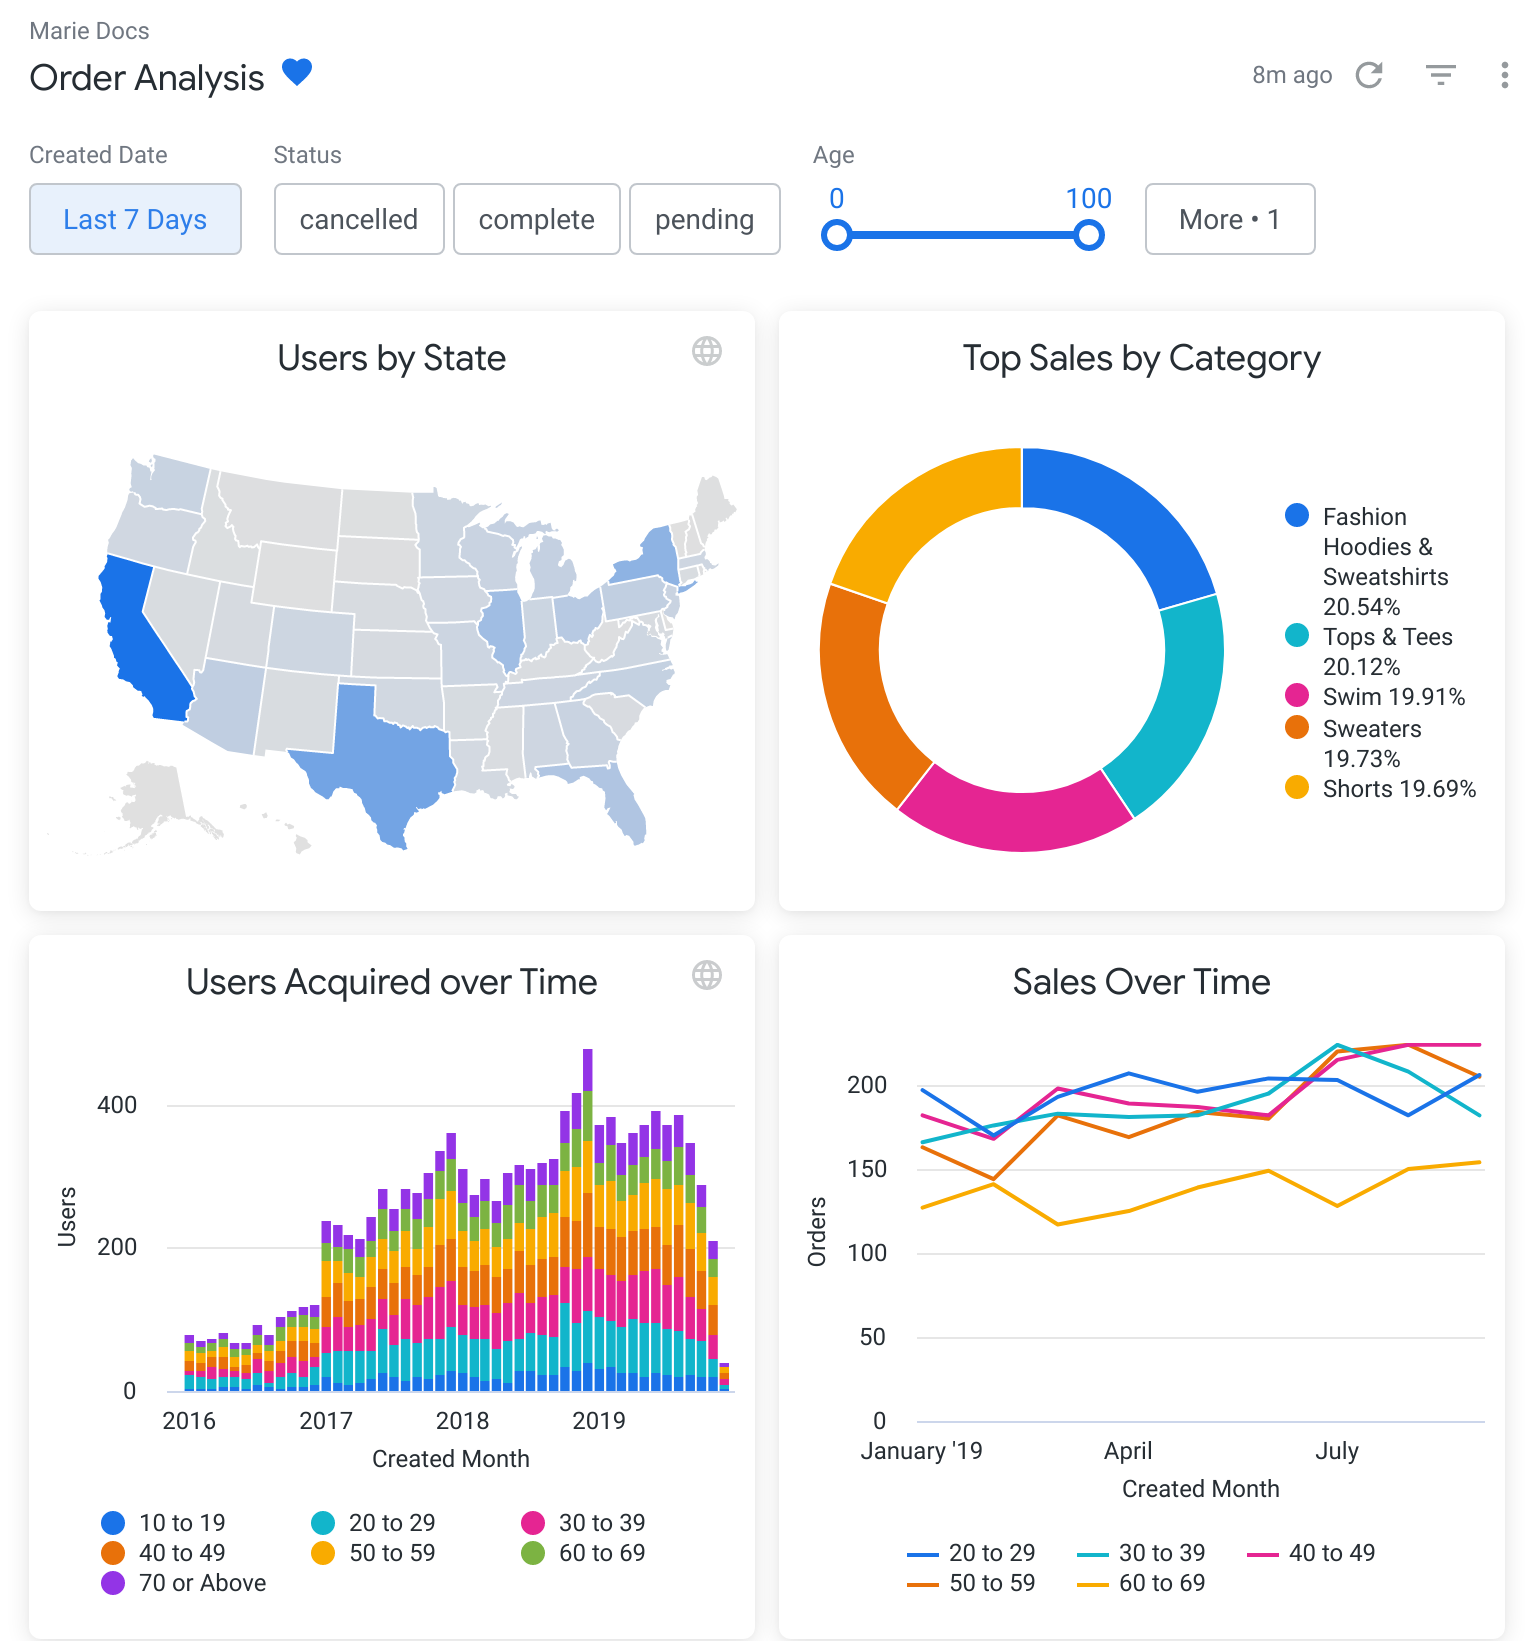 Marie Docs
Order Analysis
8m ago
Created Date
Status
Age
Last 7 Days
cancelled
complete
pending
0
100
More • 1
Users by State
Top Sales by Category
Fashion
Hoodies &
Sweatshirts
20.54%
Tops & Tees
20.12%
Swim 19.91%
Sweaters
19.73%
Shorts 19.69%
Users Acquired over Time
400
200
0
Users
2016
2017
2018
2019
Created Month
10 to 19
20 to 29
30 to 39
40 to 49
50 to 59
60 to 69
70 or Above
Sales Over Time
200
150
100
50
0
Orders
January '19
April
July
Created Month
20 to 29
30 to 39
40 to 49
50 to 59
60 to 69